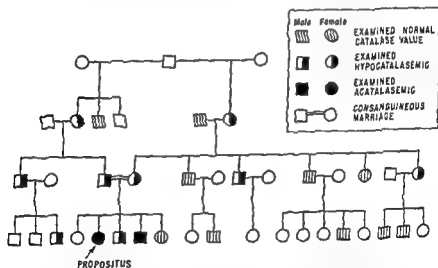 Male Female
EXAMINED NORMAL
CATALASE VALUE
EXAMINED
HYPOCATALASEMIC
EXAMINED
ACATALASEMIC
CONSANGUINEOUS
MARRIAGE
PROPOSITUS